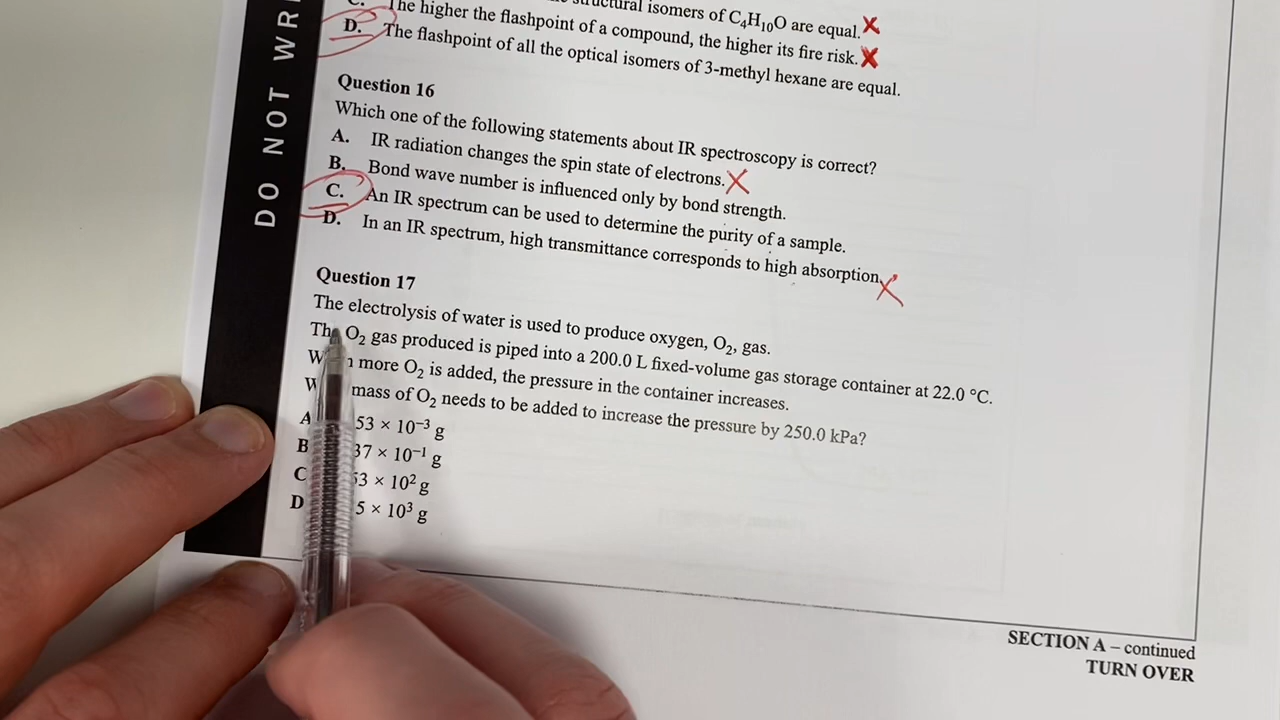 structural isomers of C₄H₁₀O are equal.
The higher the flashpoint of a compound, the higher its fire risk.
D. The flashpoint of all the optical isomers of 3-methyl hexane are equal.
Question 16
Which one of the following statements about IR spectroscopy is correct?
A. IR radiation changes the spin state of electrons.
B. Bond wave number is influenced only by bond strength.
C. An IR spectrum can be used to determine the purity of a sample.
D. In an IR spectrum, high transmittance corresponds to high absorption.
Question 17
The electrolysis of water is used to produce oxygen, O₂, gas.
The O₂ gas produced is piped into a 200.0 L fixed-volume gas storage container at 22.0 °C.
more O₂ is added, the pressure in the container increases.
mass of O₂ needs to be added to increase the pressure by 250.0 kPa?
A 53 × 10⁻³ g
B 37 × 10⁻¹ g
C 53 × 10² g
D 5 × 10³ g
SECTION A – continued
TURN OVER
DO NOT WRI